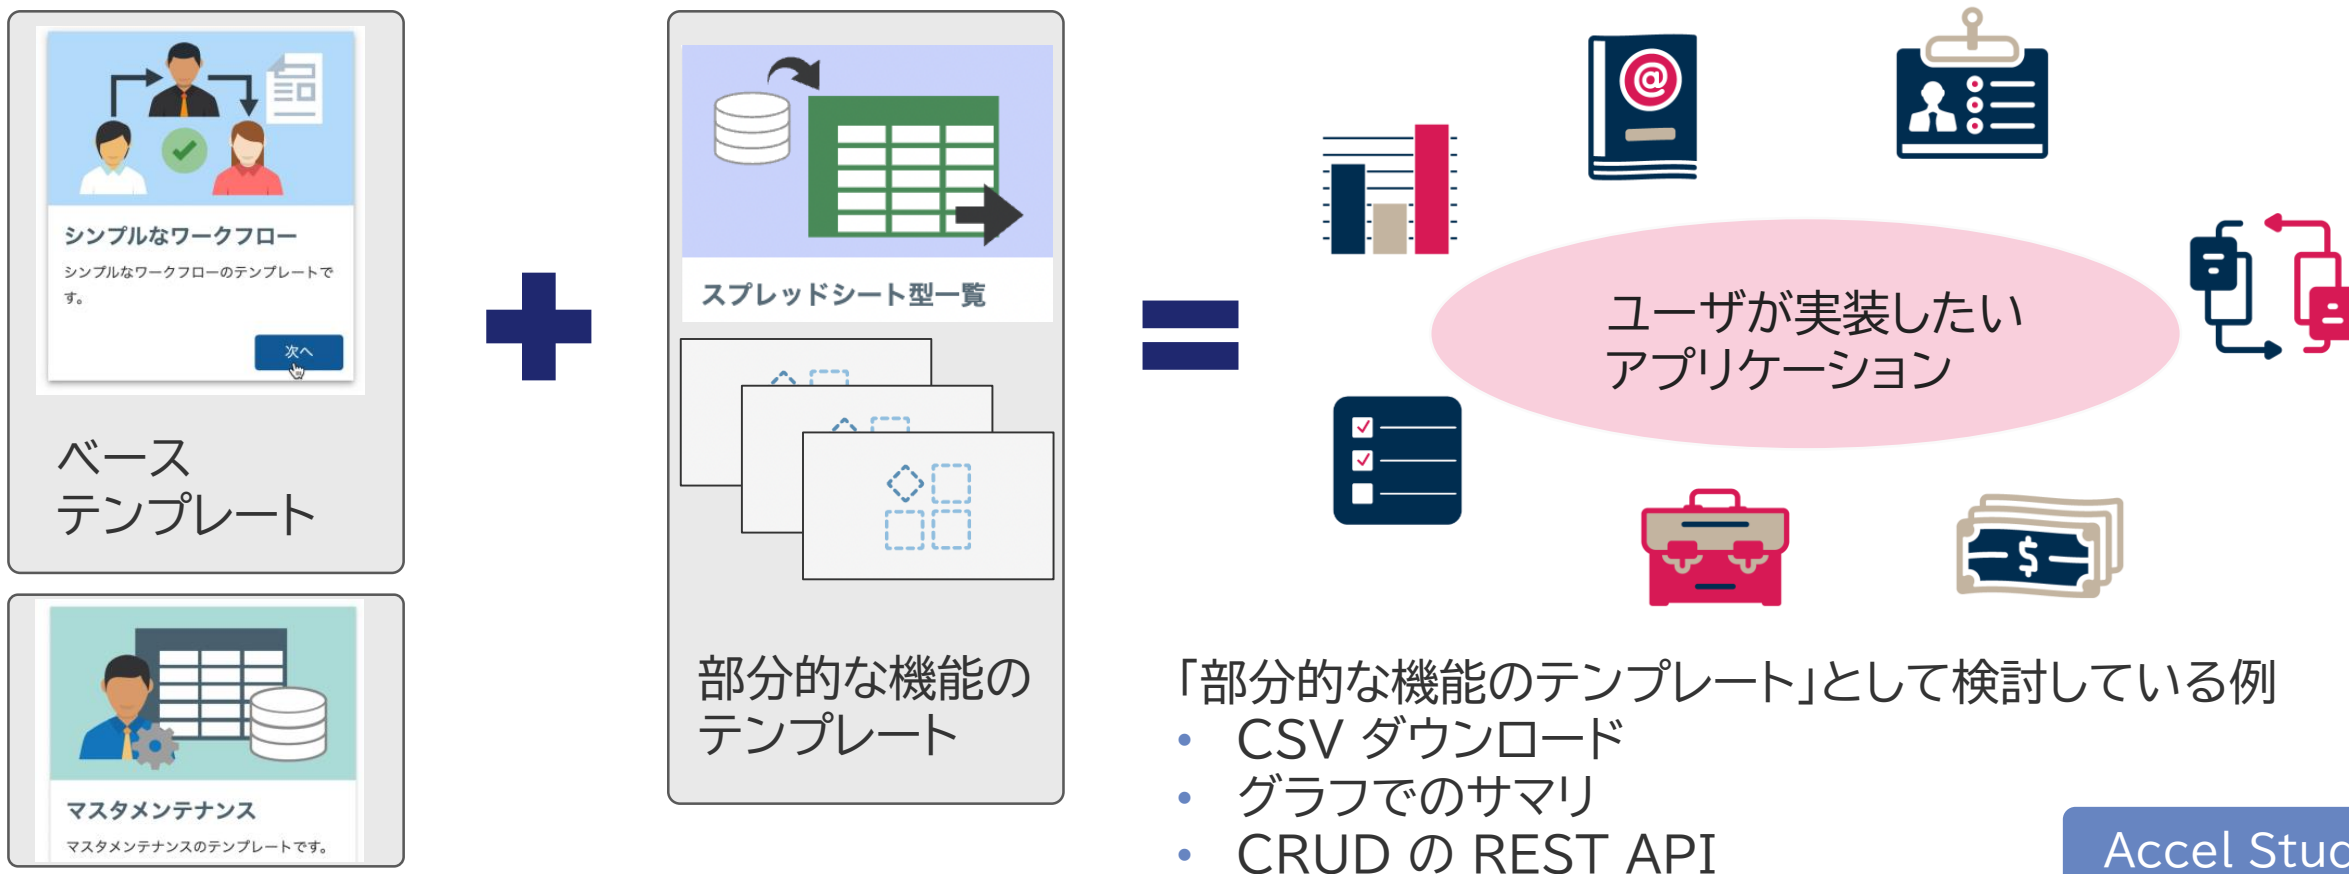 シンプルなワークフロー
シンプルなワークフローのテンプレートで
す。
次へ
ベース
テンプレート
マスタメンテナンス
マスタメンテナンスのテンプレートです。
スプレッドシート型一覧
部分的な機能の
テンプレート
@
$
ユーザが実装したい
アプリケーション
「部分的な機能のテンプレート」として検討している例
• CSV ダウンロード
• グラフでのサマリ
• CRUD の REST API
Accel